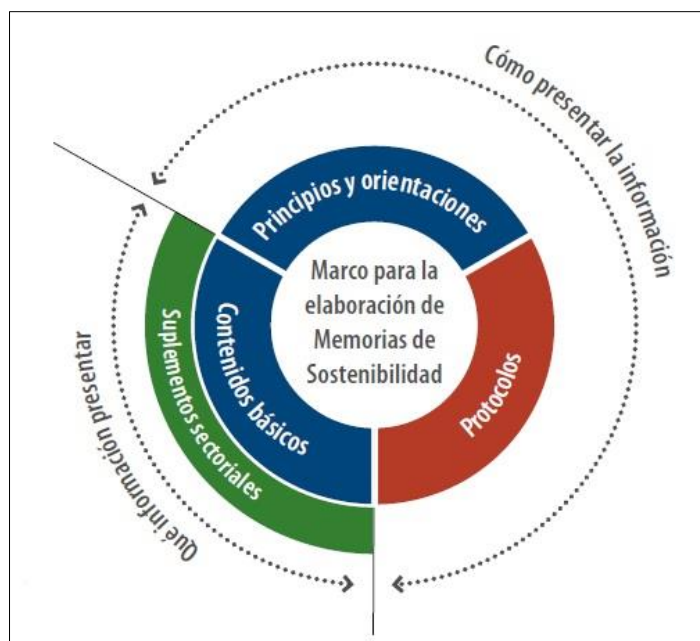 Cómo presentar la información
Principios y orientaciones
Marco para la
elaboración de
Memorias de
Sostenibilidad
Contenidos básicos
Suplementos sectoriales
Protocolos
Qué información presentar